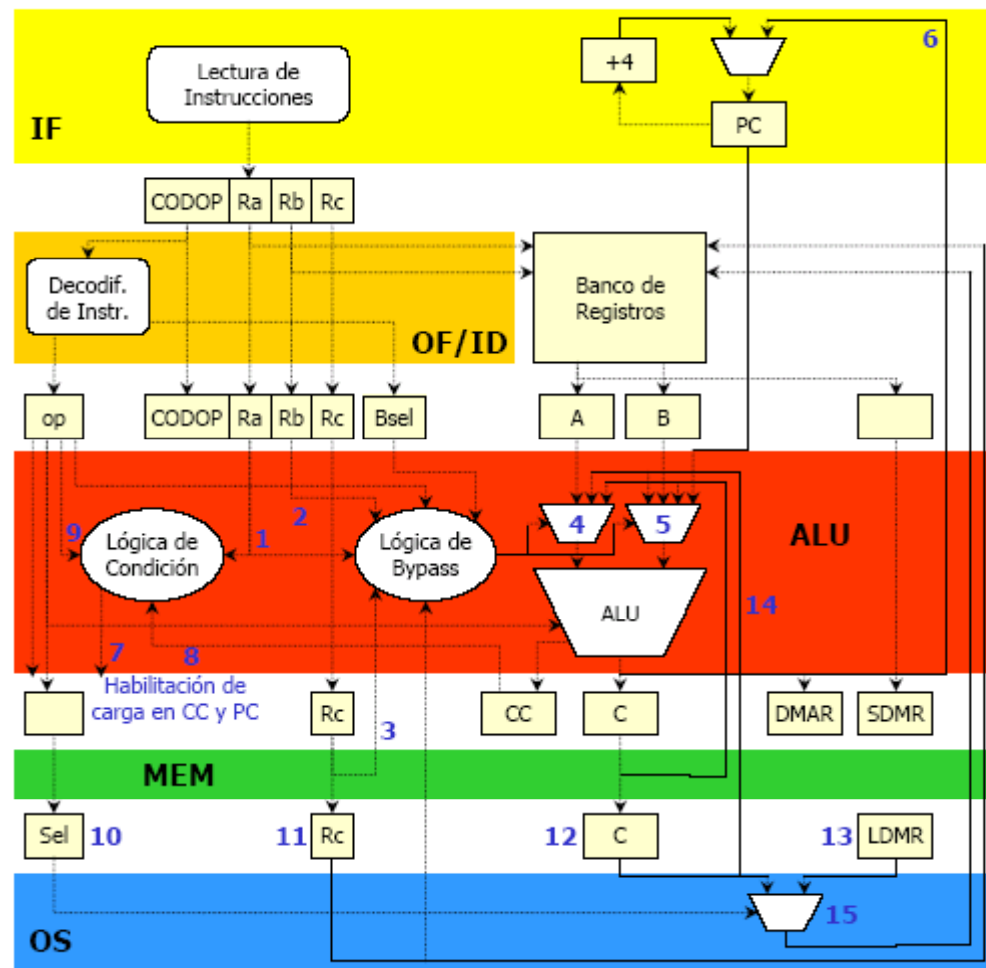 6
+4
Lectura de
Instrucciones
PC
IF
CODOP Ra Rb Rc
Decodif.
de Instr.
Banco de
Registros
OF/ID
op
CODOP Ra Rb Rc
Bsel
A
B
2
9
1
4
5
ALU
Lógica de
Condición
Lógica de
Bypass
14
ALU
7
8
Habilitación de
carga en CC y PC
Rc
CC
C
DMAR
SDMR
3
MEM
Sel
10
11
Rc
12
C
13
LDMR
15
OS